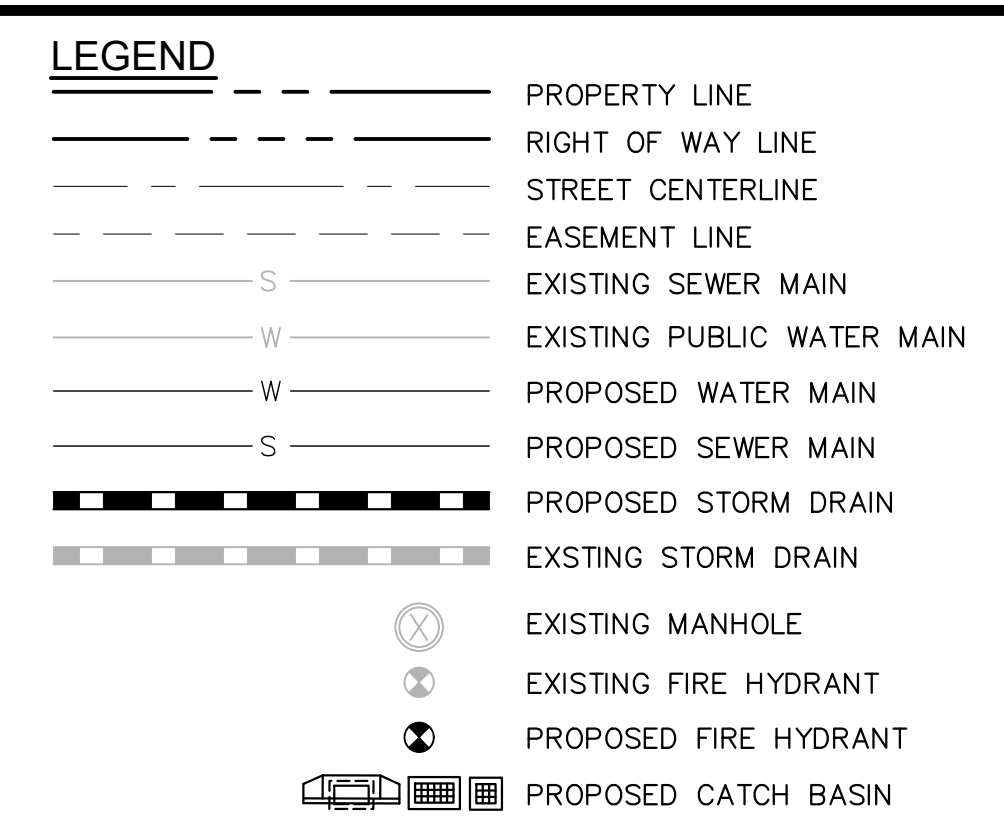 LEGEND
PROPERTY LINE
RIGHT OF WAY LINE
STREET CENTERLINE
EASEMENT LINE
S EXISTING SEWER MAIN
W EXISTING PUBLIC WATER MAIN
W PROPOSED WATER MAIN
S PROPOSED SEWER MAIN
PROPOSED STORM DRAIN
EXSTING STORM DRAIN
X EXISTING MANHOLE
EXISTING FIRE HYDRANT
PROPOSED FIRE HYDRANT
PROPOSED CATCH BASIN